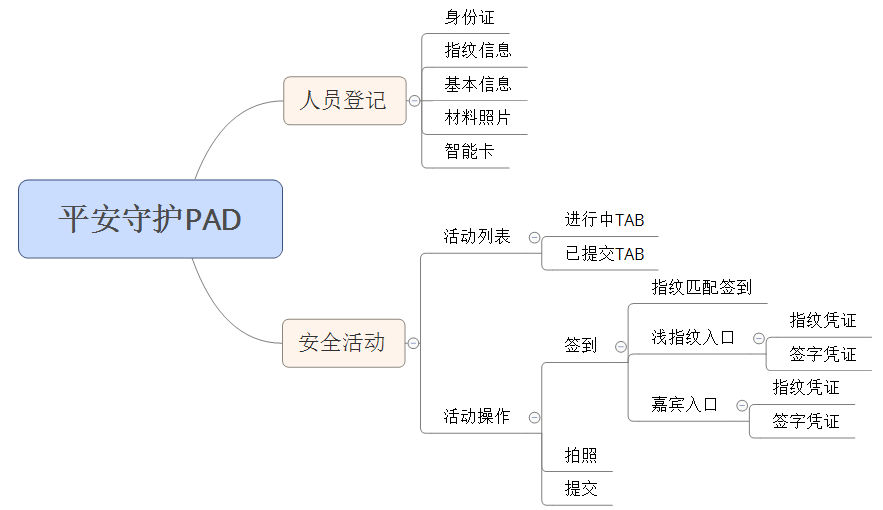 平安守护PAD
人员登记
身份证
指纹信息
基本信息
材料照片
智能卡
安全活动
活动列表
进行中TAB
已提交TAB
活动操作
签到
指纹匹配签到
浅指纹入口
指纹凭证
签字凭证
嘉宾入口
指纹凭证
签字凭证
拍照
提交